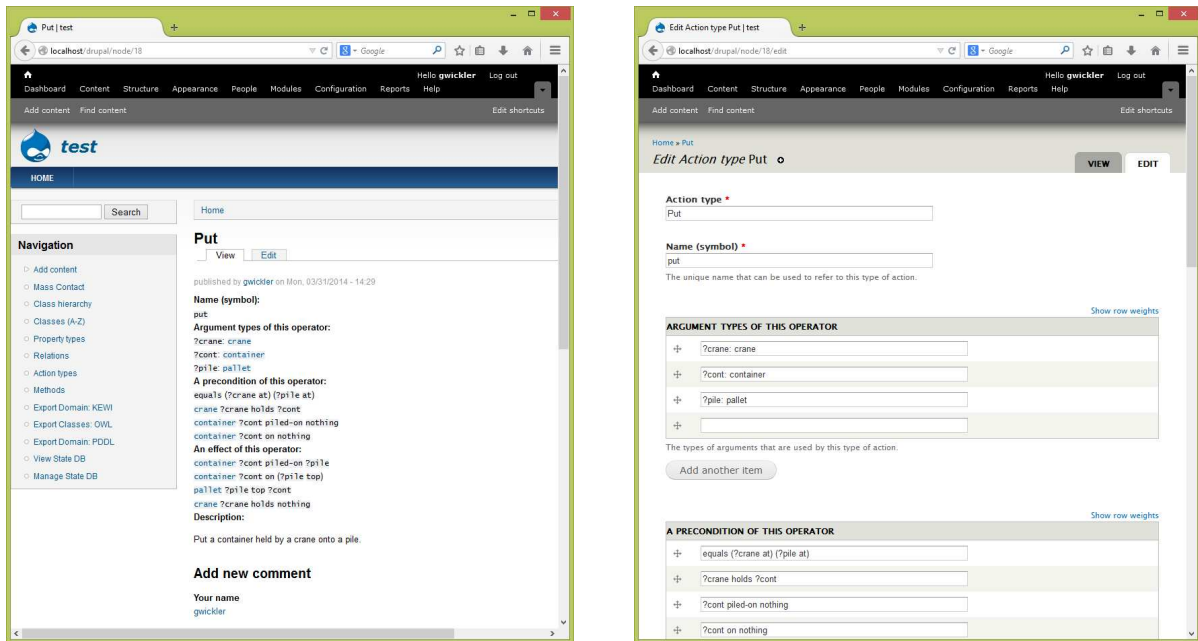 Put | test
localhost/drupal/node/18
Google
Hello gwickler Log out
Dashboard Content Structure Appearance People Modules Configuration Reports Help
Add content Find content Edit shortcuts
test
HOME
Search
Home
Navigation
Add content
Mass Contact
Class hierarchy
Classes (A-Z)
Property types
Relations
Action types
Methods
Export Domain: KEWI
Export Classes: OWL
Export Domain: PDDL
View State DB
Manage State DB
Put
View Edit
published by gwickler on Mon, 03/31/2014 - 14:29
Name (symbol):
put
Argument types of this operator:
?crane: crane
?cont: container
?pile: pallet
A precondition of this operator:
equals (?crane at) (?pile at)
crane ?crane holds ?cont
container ?cont piled-on nothing
container ?cont on nothing
An effect of this operator:
container ?cont piled-on ?pile
container ?cont on (?pile top)
pallet ?pile top ?cont
crane ?crane holds nothing
Description:
Put a container held by a crane onto a pile.
Add new comment
Your name
gwickler
Edit Action type Put | test
localhost/drupal/node/18/edit
Google
Hello gwickler Log out
Dashboard Content Structure Appearance People Modules Configuration Reports Help
Add content Find content Edit shortcuts
Home » Put
Edit Action type Put
VIEW EDIT
Action type *
Put
Name (symbol) *
put
The unique name that can be used to refer to this type of action.
Show row weights
ARGUMENT TYPES OF THIS OPERATOR
?crane: crane
?cont: container
?pile: pallet
The types of arguments that are used by this type of action.
Add another item
Show row weights
A PRECONDITION OF THIS OPERATOR
equals (?crane at) (?pile at)
?crane holds ?cont
?cont piled-on nothing
?cont on nothing